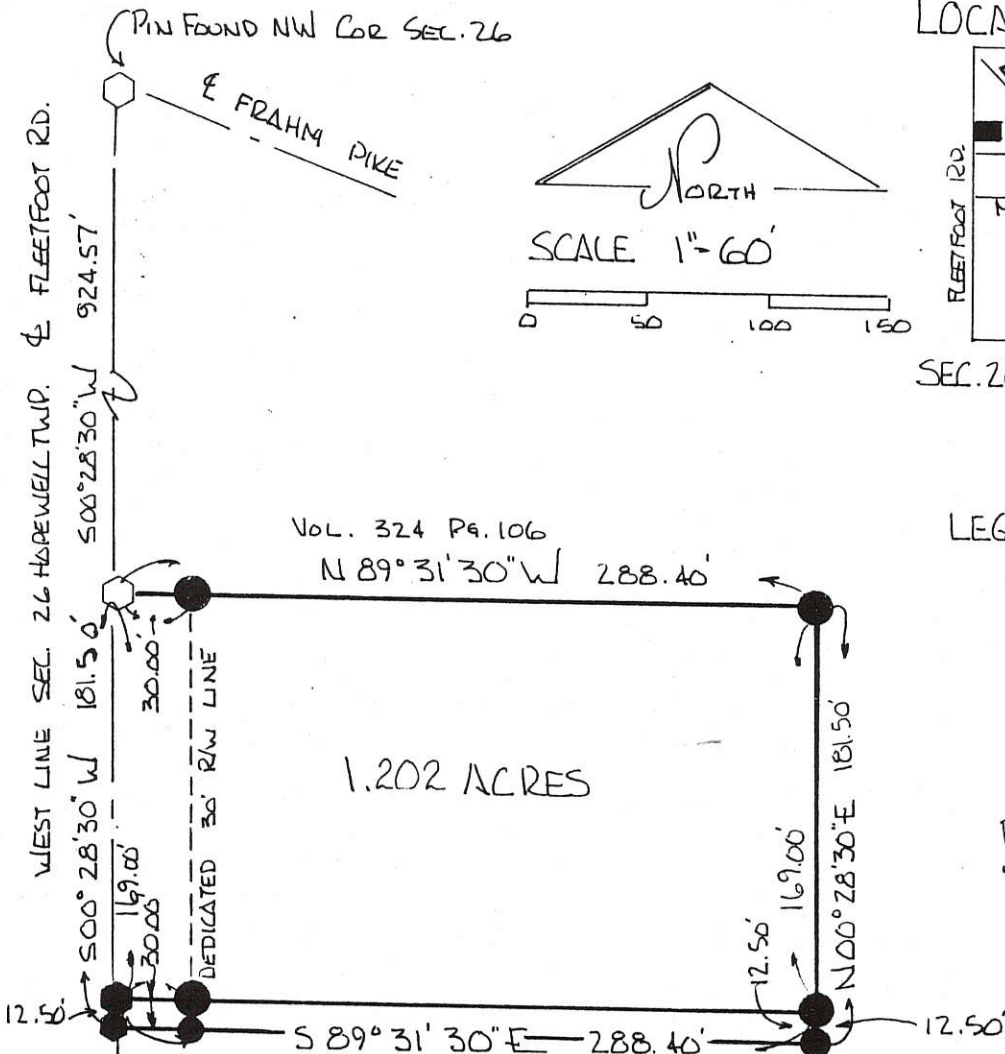 PIN FOUND NW COR SEC. 26
LOCA
℄ FRAHM PIKE
NORTH
SCALE 1"-60'
0 50 100 150
FLEETFOOT RD.
SEC. 26
WEST LINE SEC. 26 HOPEWELL TWP. ℄ FLEETFOOT RD.
S00°28'30"W 924.57'
LEG
VOL. 324 PG. 106
N 89°31'30"W 288.40'
S00°28'30"W 181.50'
30.00'
DEDICATED 30' R/W LINE
1.202 ACRES
N00°28'30"E 181.50'
169.00'
30.00'
169.00'
12.50'
12.50'
S 89°31'30"E 288.40'
12.50'